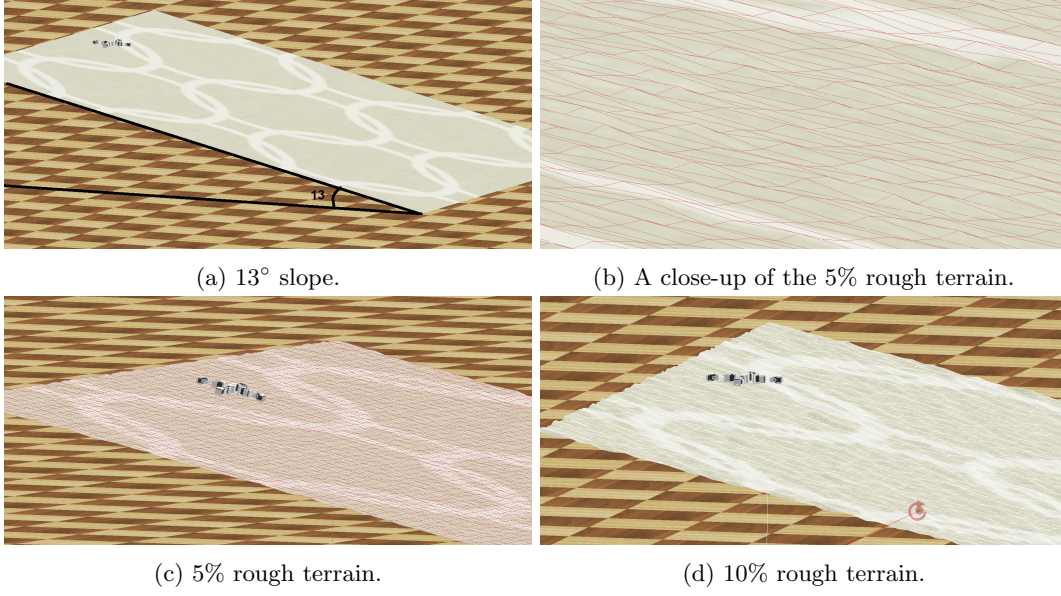 13
(a) 13° slope.
(b) A close-up of the 5% rough terrain.
(c) 5% rough terrain.
(d) 10% rough terrain.